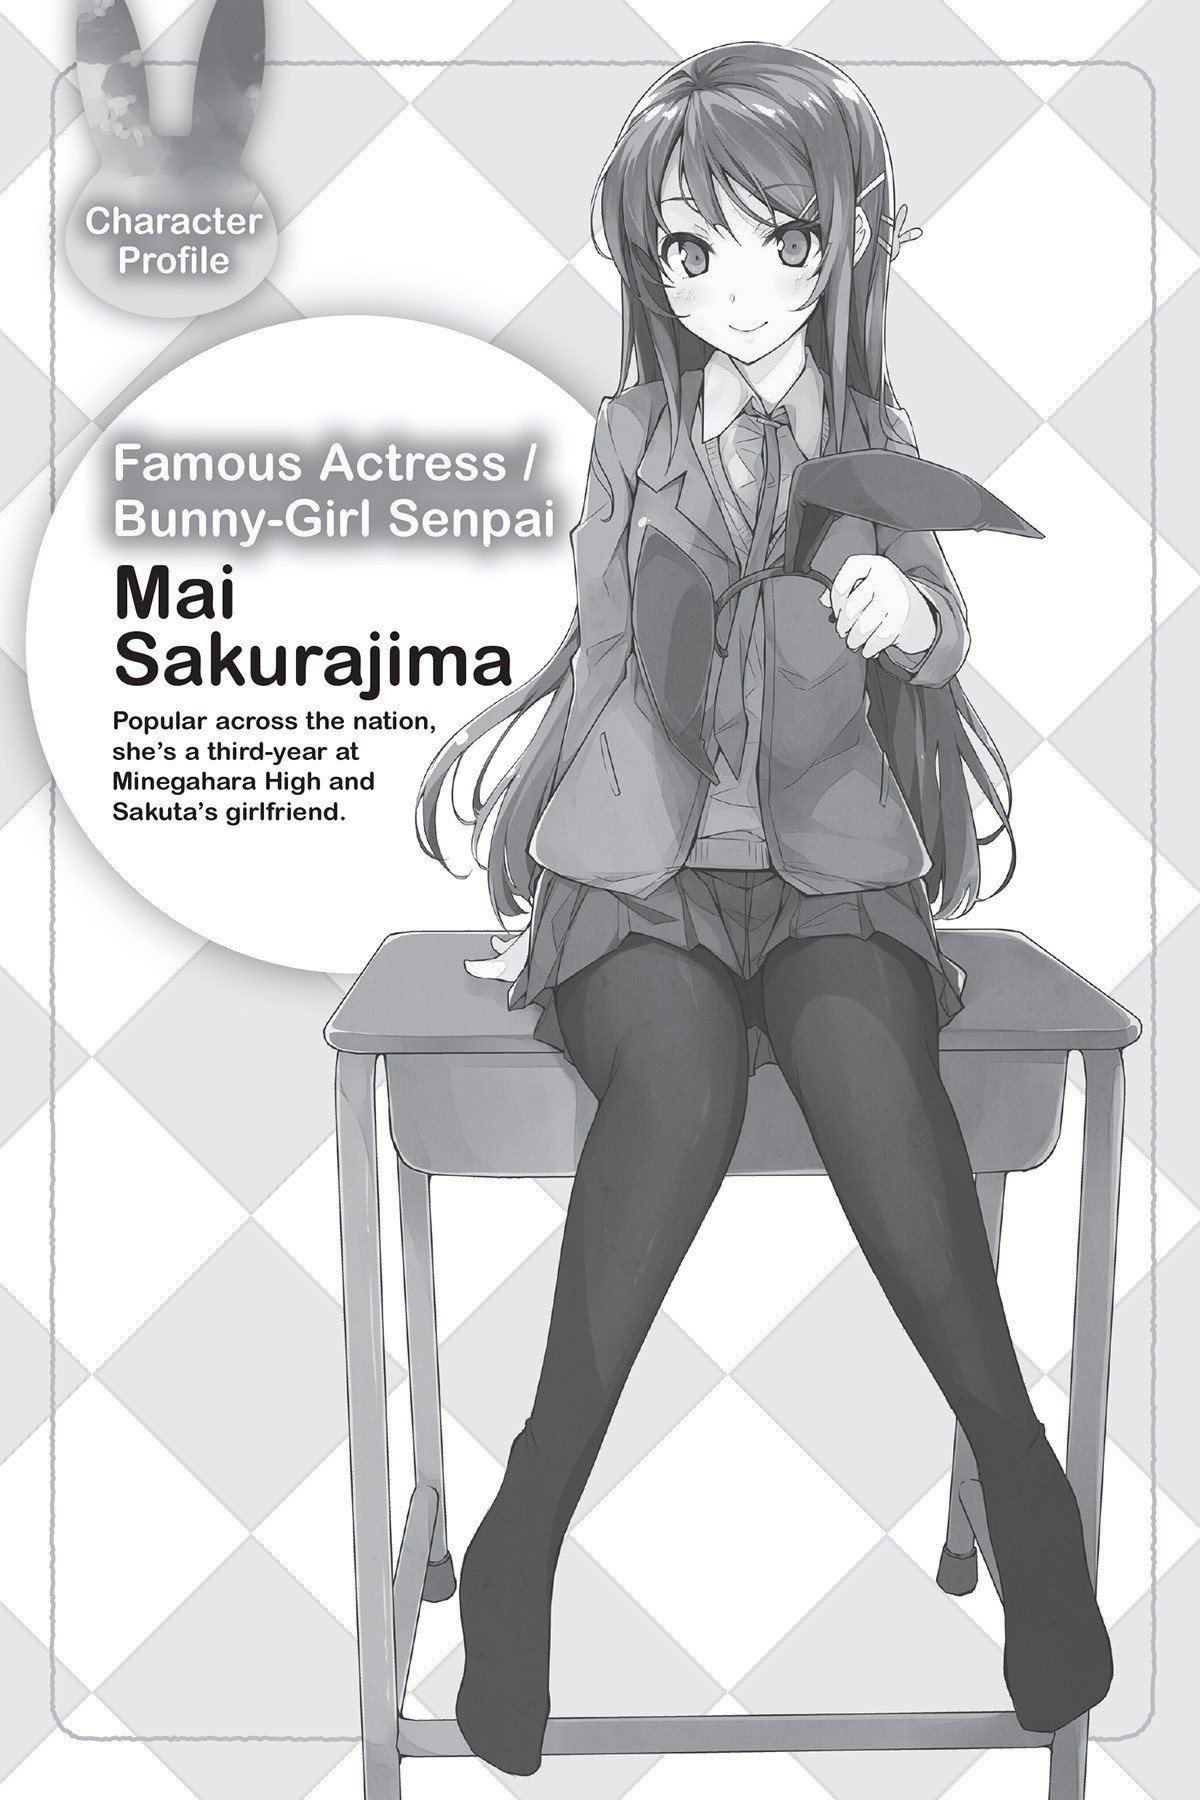 Character
Profile
Famous Actress /
Bunny-Girl Senpai
Mai
Sakurajima
Popular across the nation,
she's a third-year at
Minegahara High and
Sakuta's girlfriend.